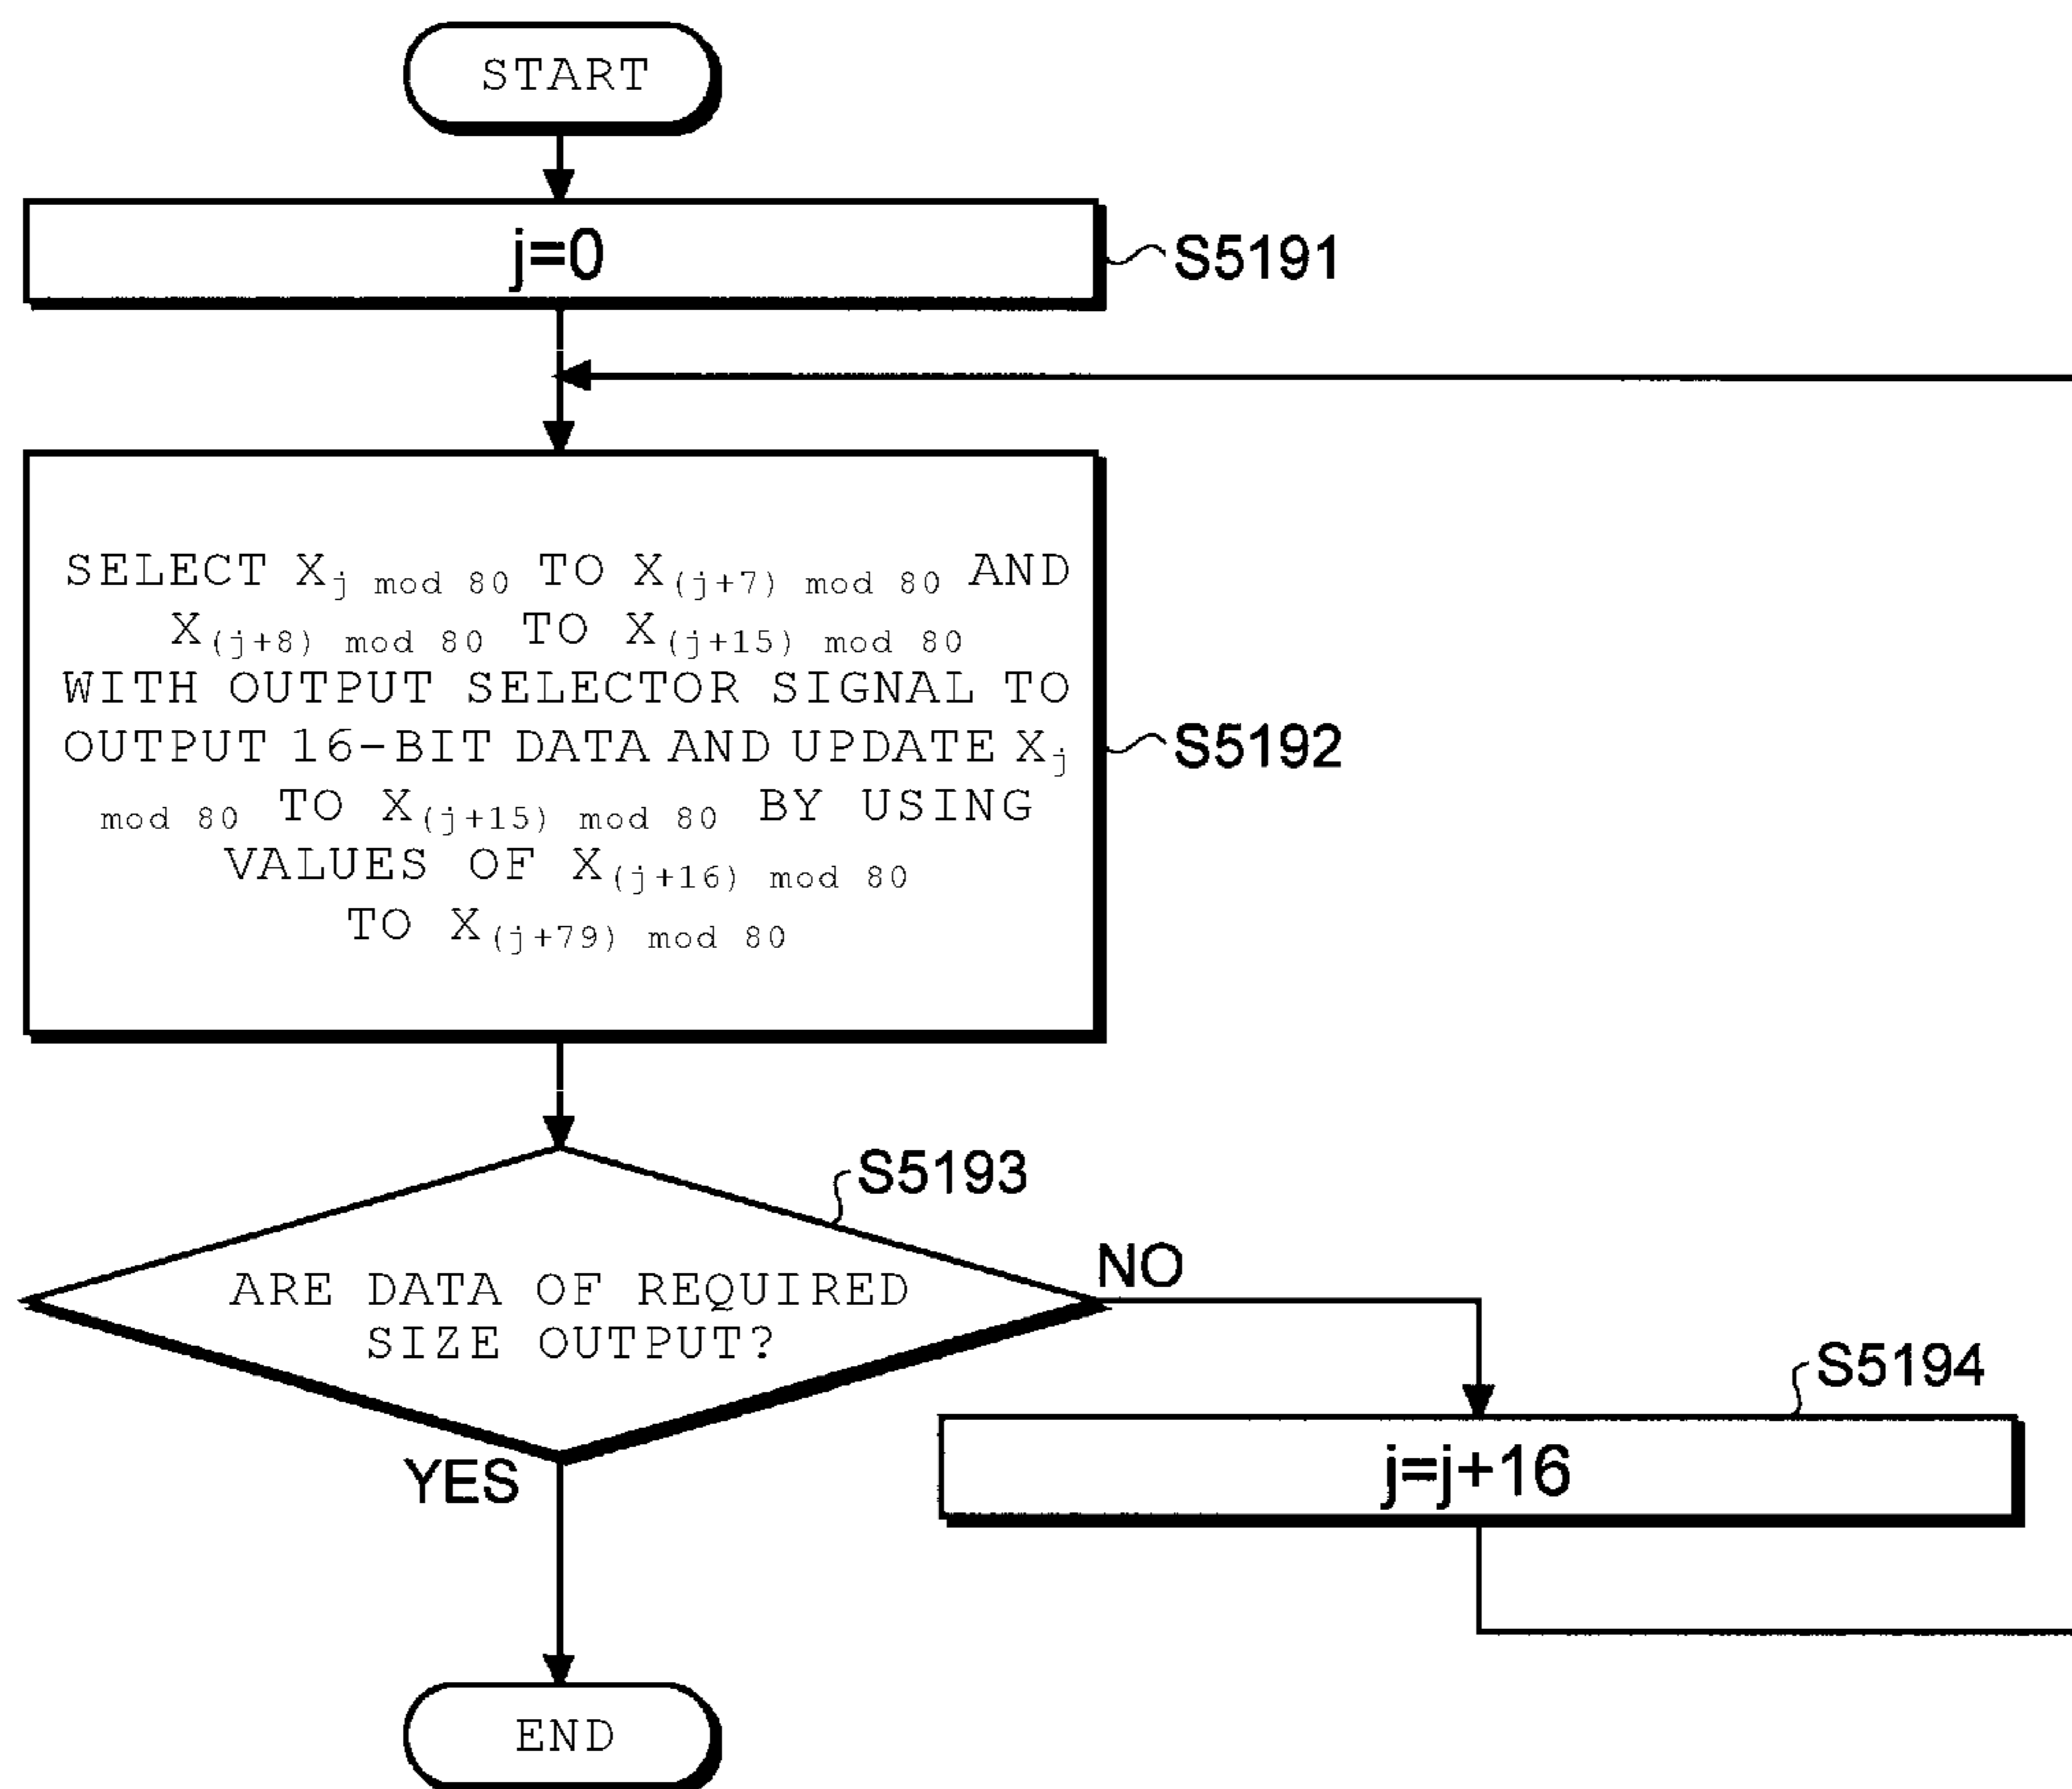 START
j=0
S5191
SELECT Xj mod 80 TO X(j+7) mod 80 AND
X(j+8) mod 80 TO X(j+15) mod 80
WITH OUTPUT SELECTOR SIGNAL TO
OUTPUT 16-BIT DATA AND UPDATE Xj
mod 80 TO X(j+15) mod 80 BY USING
VALUES OF X(j+16) mod 80
TO X(j+79) mod 80
S5192
S5193
ARE DATA OF REQUIRED
SIZE OUTPUT?
NO
S5194
j=j+16
YES
END